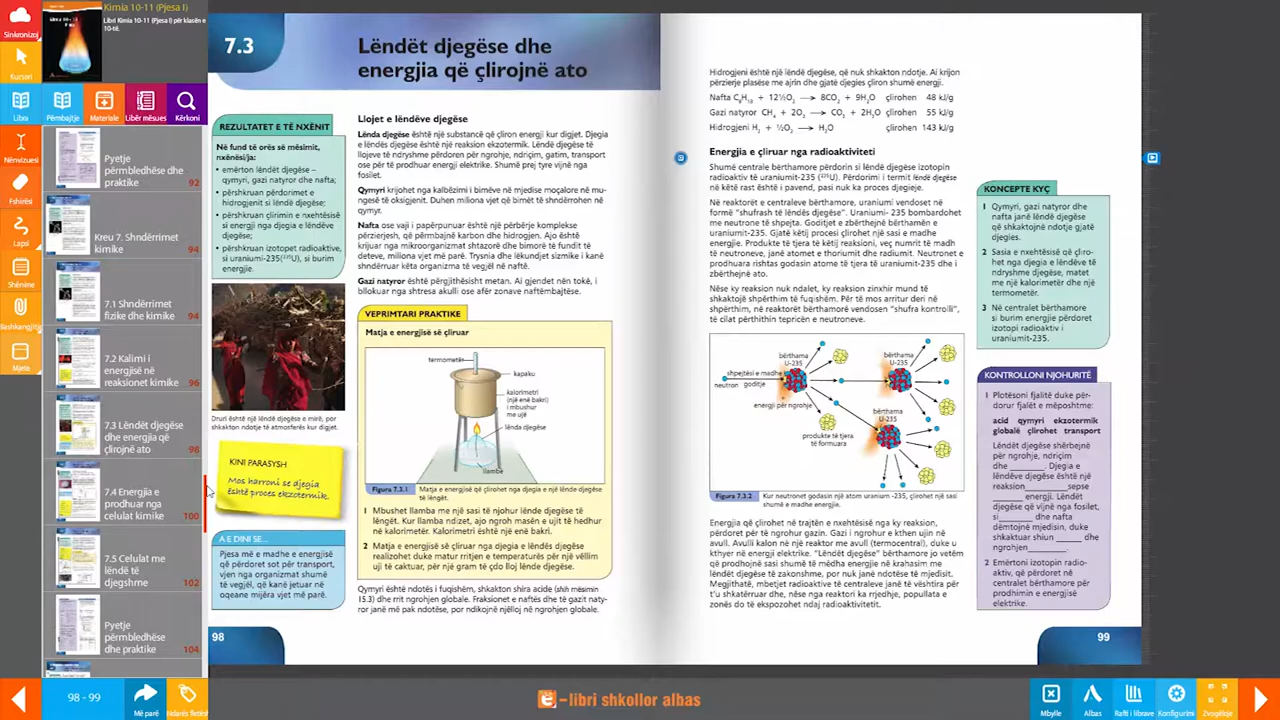 Sinkronizoj
Kimia 10-11 (Pjesa I)
Libri Kimia 10-11 (Pjesa I) për klasën e
10-të.
Kursori
Libra
Përmbajtje
Materiale
Libër mësues
Kërkoni
Nënvizuesi
Fshirësi
Lapsi
Shënime
Bashkangjitje
Mjete
Pyetje
përmbledhëse dhe
praktike
92
Kreu 7. Shndërrimet
kimike
94
7.1 Shndërrimet
fizike dhe kimike
94
7.2 Kalimi i
energjisë në
reaksionet kimike
96
7.3 Lëndët djegëse
dhe energjia që
çlirojnë ato
98
7.4 Energjia e
prodhuar nga
celulat kimike
100
7.5 Celulat me
lëndë të
djegshme
102
Pyetje
përmbledhëse
dhe praktike
104
7.3
Lëndët djegëse dhe
energjia që çlirojnë ato
REZULTATET E TË NXËNIT
Në fund të orës së mësimit,
nxënësi/ja:
• emërton lëndët djegëse –
qymyri, gazi natyror dhe nafta;
• përshkruan përdorimet e
hidrogjenit si lëndë djegëse;
• përshkruan çlirimin e nxehtësisë
së energjisë nga djegia e lëndëve
djegëse;
• përshkruan izotopet radioaktive,
si urani-235(²³⁵U), si burim
energjie.
Druri është një lëndë djegëse e mirë, por
shkakton ndotje të atmosferës kur digjet.
KINI PARASYSH
Mos harroni se djegia
është proces ekzotermik.
A E DINI SE...
Pjesa më e madhe e energjisë
që përdoret sot për transport,
vjen nga organizmat shumë
të vegjël, që kanë jetuar në
oqeane mijëra vjet më parë.
98
Llojet e lëndëve djegëse
Lënda djegëse është një substancë që çliron energji kur digjet. Djegia
e lëndës djegëse është një reaksion ekzotermik. Lëndë djegëse të
llojeve të ndryshme përdoren për ngrohje, ndriçim, gatim, transport
ose për të prodhuar energji elektrike. Shumë prej tyre vijnë nga
fosilet.
Qymyri krijohet nga kalbëzimi i bimëve në mjedise moçalore në mu-
ngesë të oksigjenit. Duhen miliona vjet që bimët të shndërrohen në
qymyr.
Nafta ose vaji i papërpunuar është një përbërje komplekse
përzierjesh, që përmbajnë karbon dhe hidrogjen. Ajo është
krijuar nga mikroorganizmat shtazorë dhe bimorë të fundit të
deteve, miliona vjet më parë. Trysnia dhe lëkundjet sizmike i kanë
shndërruar këta organizma të vegjël në naftë.
Gazi natyror është përgjithësisht metan. Ai gjendet nën tokë, i
bllokuar nga shtresa akulli ose afër zonave naftëmbajtëse.
VEPRIMTARI PRAKTIKE
Matja e energjisë së çliruar
termometër
kapaku
kalorimetri
(një enë bakri)
i mbushur
me ujë
lënda djegëse
llambë
Figura 7.3.1 Matja e energjisë që çlirohet nga djegia e një lënde djegëse
të lëngët.
1 Mbushet llamba me një sasi të njohur lënde djegëse të
lëngët. Kur llamba ndizet, ajo ngroh masën e ujit të hedhur
në kalorimetër. Kalorimetri është një enë bakri.
2 Matja e energjisë së çliruar nga djegia e lëndës djegëse
realizohet duke matur rritjen e temperaturës për një vëllim
uji të caktuar, për një gram të çdo lloj lënde djegëse.
Qymyri është ndotës i fuqishëm, shkakton shira acide (shih mësimin
15.3) dhe rrit ngrohjen globale. Fraksionet e naftës dhe të gazit naty-
ror janë më pak ndotëse, por ndikojnë njëlloj në ngrohjen globale.
Hidrogjeni është një lëndë djegëse, që nuk shkakton ndotje. Ai krijon
përzierje plasëse me ajrin dhe gjatë djegies çliron shumë energji.
Nafta C₈H₁₈ + 12½O₂ ⟶ 8CO₂ + 9H₂O çlirohen 48 kJ/g
Gazi natyror CH₄ + 2O₂ ⟶ CO₂ + 2H₂O çlirohen 55 kJ/g
Hidrogjeni H₂ + ½O₂ ⟶ H₂O çlirohen 143 kJ/g
Energjia e çliruar nga radioaktiviteti
Shumë centrale bërthamore përdorin si lëndë djegëse izotopin
radioaktiv të uraniumit-235 (²³⁵U). Përdorimi i termit lëndë djegëse
në këtë rast është i pavend, pasi nuk ka proces djegieje.
Në reaktorët e centraleve bërthamore, uraniumi vendoset në
formë “shufrash të lëndës djegëse”. Uraniumi- 235 bombardohet
me neutrone të shpejta. Goditjet e zbërthejnë bërthamën e
uraniumit-235. Gjatë këtij procesi çlirohet një sasi e madhe
energjie. Produkte të tjera të këtij reaksioni, veç numrit të madh
të neutroneve, janë atomet e thoriumit dhe radiumit. Neutronet e
prodhuara rishtas godasin atome të tjera të uraniumit-235 dhe i
zbërthejnë ato.
Nëse ky reaksion nuk ndalet, ky reaksion zinxhir mund të
shkaktojë shpërthim të fuqishëm. Për të mos arritur deri në
shpërthim, në reaktorët bërthamorë vendosen “shufra kontrolli”,
të cilat përthithin tepricën e neutroneve.
bërthama
U-235
bërthama
U-235
shpejtësi e madhe
neutron goditje
energji për ngrohje
bërthama
U-235
produkte të tjera
të formuara
Figura 7.3.2 Kur neutronet godasin një atom uranium -235, çlirohet një sasi
shumë e madhe energjie.
Energjia që çlirohet në trajtën e nxehtësisë nga ky reaksion,
përdoret për të ngrohur gazin. Gazi i ngrohur e kthen ujin në
avull. Avulli kalon në një reaktor me avull (termocentral), duke u
kthyer në energji elektrike. “Lëndët djegëse” bërthamore jo vetëm
që prodhojnë sasi shumë të mëdha energjie në krahasim me
lëndët djegëse të zakonshme, por nuk janë ndotëse të mjedisit.
Megjithatë, mbetjet radioaktive të centraleve janë të vështira për
t’u shkatërruar dhe, nëse nga reaktori ka rrjedhje, popullata e
zonës do të ekspozohet ndaj radioaktivitetit.
KONCEPTE KYÇ
1 Qymyri, gazi natyror dhe
nafta janë lëndë djegëse
që shkaktojnë ndotje gjatë
djegies.
2 Sasia e nxehtësisë që çliro-
het nga djegia e lëndëve të
ndryshme djegëse, matet
me një kalorimetër dhe një
termometër.
3 Në centralet bërthamore
si burim energjie përdoret
izotopi radioaktiv i
uraniumit-235.
KONTROLLONI NJOHURITË
1 Plotësoni fjalitë duke për-
dorur fjalët e mëposhtme:
acid qymyri ekzotermik
globalë çlirohet transport
Lëndët djegëse shërbejnë
për ngrohje, ndriçim
dhe______. Djegia e
lëndëve djegëse është një
reaksion ______sepse
______ energji. Lëndët
djegëse që vijnë nga fosilet,
si______ dhe nafta
dëmtojnë mjedisin, duke
shkaktuar shiun ______ dhe
ngrohjen_________.
2 Emërtoni izotopin radio-
aktiv, që përdoret në
centralet bërthamore për
prodhimin e energjisë
elektrike.
99
98 - 99
Më parë
Ndarës fletësh
e –libri shkollor albas
Mbylle
Albas
Rafti i librave
Konfigurimi
Zvogëloje